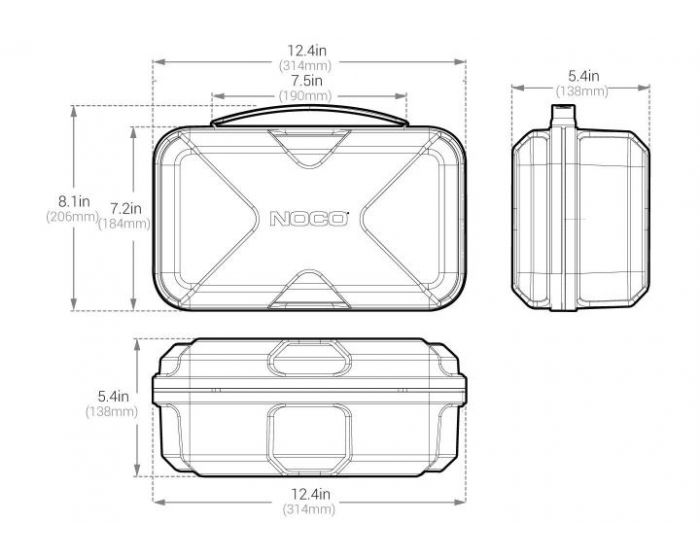 12.4in
(314mm)
7.5in
(190mm)
5.4in
(138mm)
8.1in
(206mm)
7.2in
(184mm)
NOCO
5.4in
(138mm)
12.4in
(314mm)